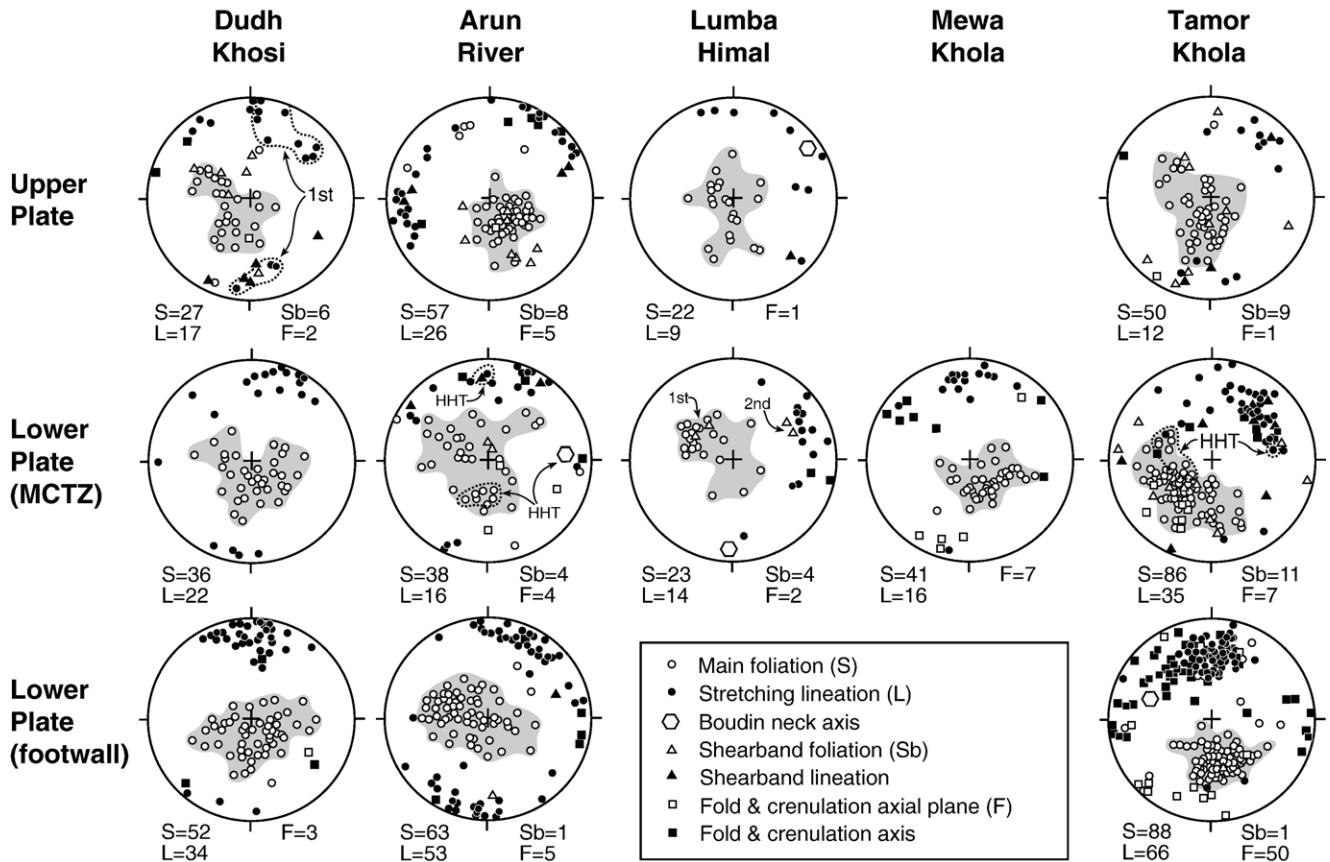 Dudh
Khosi
Arun
River
Lumba
Himal
Mewa
Khola
Tamor
Khola
Upper
Plate
1st
S=27 Sb=6
L=17 F=2
S=57 Sb=8
L=26 F=5
S=22 F=1
L=9
S=50 Sb=9
L=12 F=1
Lower
Plate
(MCTZ)
HHT
HHT
1st
2nd
HHT
S=36
L=22
S=38 Sb=4
L=16 F=4
S=23 Sb=4
L=14 F=2
S=41 F=7
L=16
S=86 Sb=11
L=35 F=7
Lower
Plate
(footwall)
S=52 F=3
L=34
S=63 Sb=1
L=53 F=5
Main foliation (S)
Stretching lineation (L)
Boudin neck axis
Shearband foliation (Sb)
Shearband lineation
Fold & crenulation axial plane (F)
Fold & crenulation axis
S=88 Sb=1
L=66 F=50